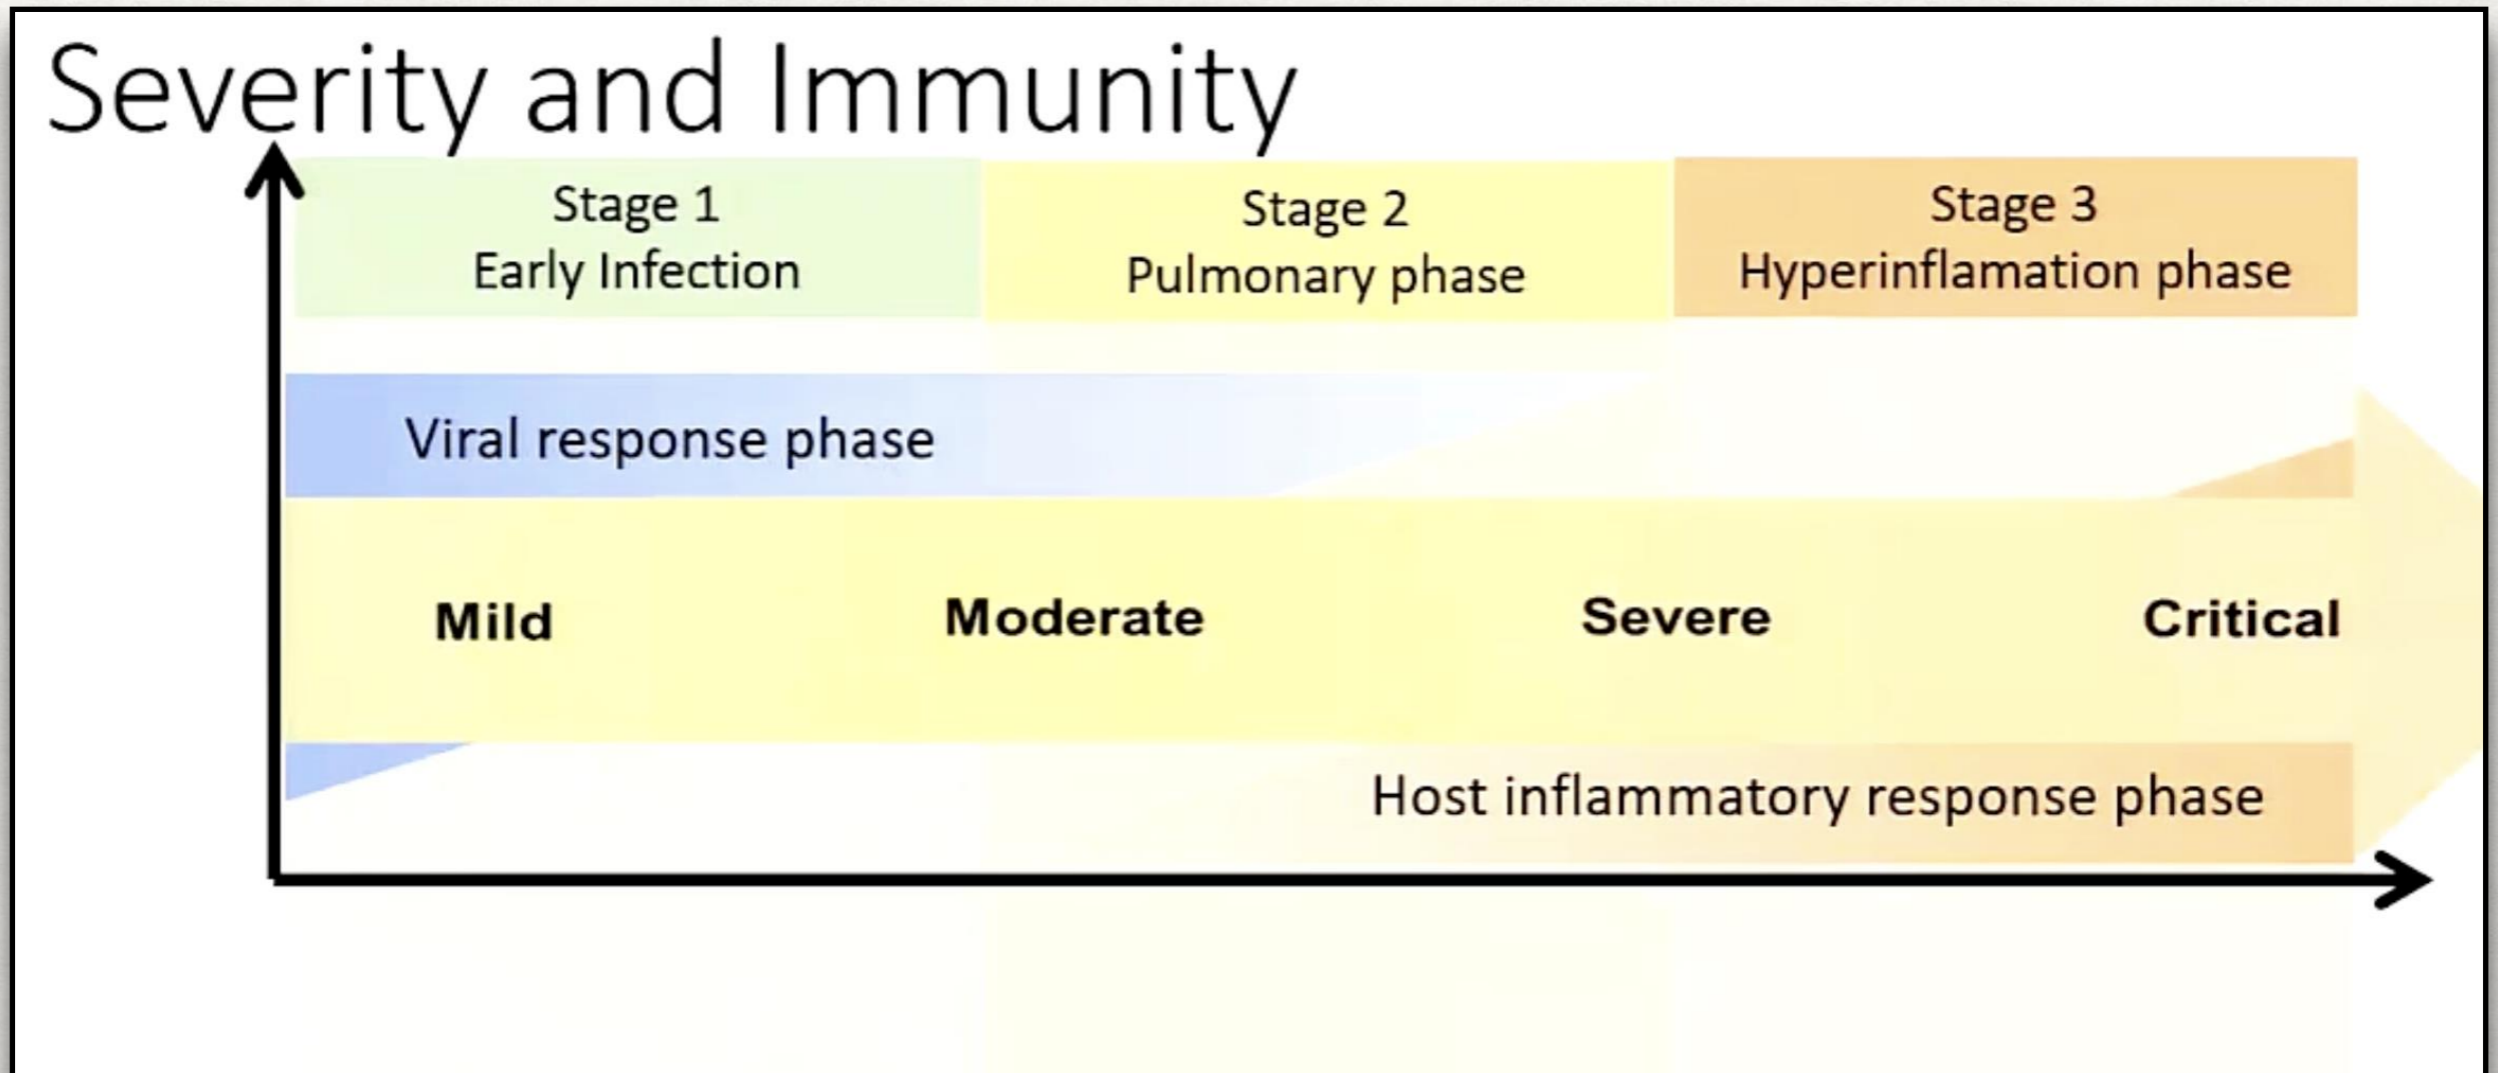 Severity and Immunity
Stage 1
Early Infection
Stage 2
Pulmonary phase
Stage 3
Hyperinflamation phase
Viral response phase
Mild
Moderate
Severe
Critical
Host inflammatory response phase